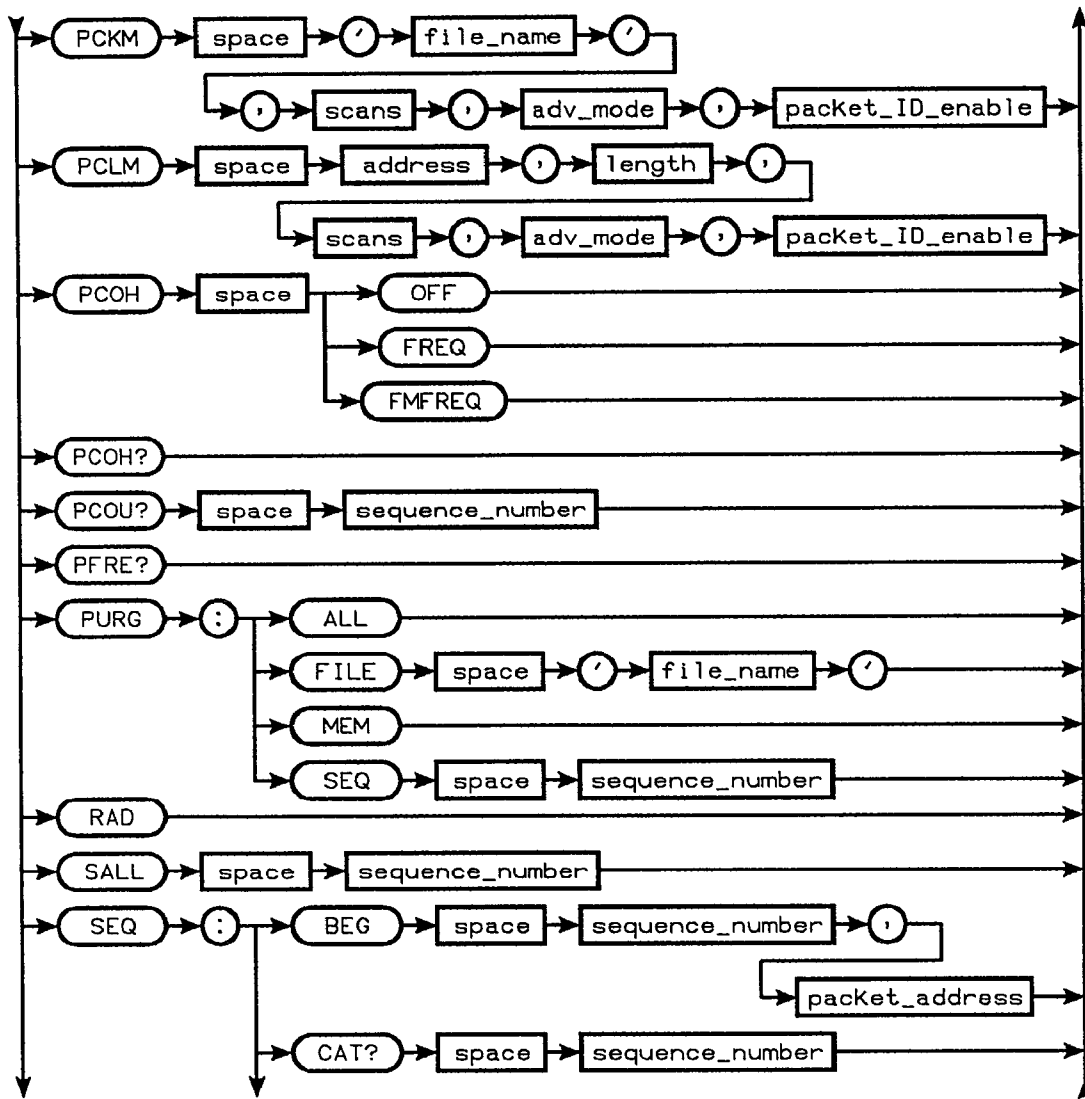 PCKM space ' file_name '
, scans , adv_mode , packet_ID_enable
PCLM space address , length ,
scans , adv_mode , packet_ID_enable
PCOH space OFF
FREQ
FMFREQ
PCOH?
PCOU? space sequence_number
PFRE?
PURG : ALL
FILE space ' file_name '
MEM
SEQ space sequence_number
RAD
SALL space sequence_number
SEQ : BEG space sequence_number ,
packet_address
CAT? space sequence_number